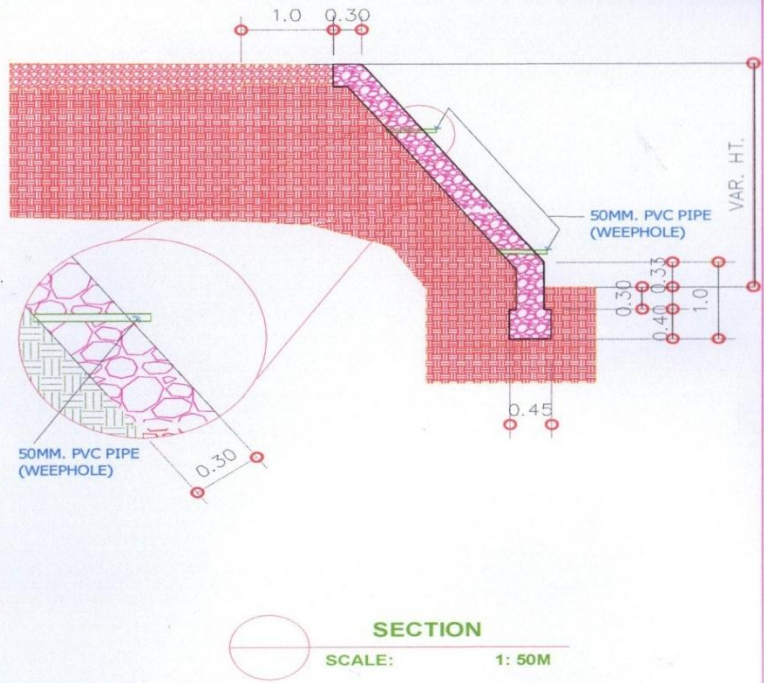 1.0 0.30
VAR. HT.
50MM. PVC PIPE
(WEEPHOLE)
0.30
0.33
0.40
1.0
0.45
50MM. PVC PIPE
(WEEPHOLE)
0.30
SECTION
SCALE: 1: 50M